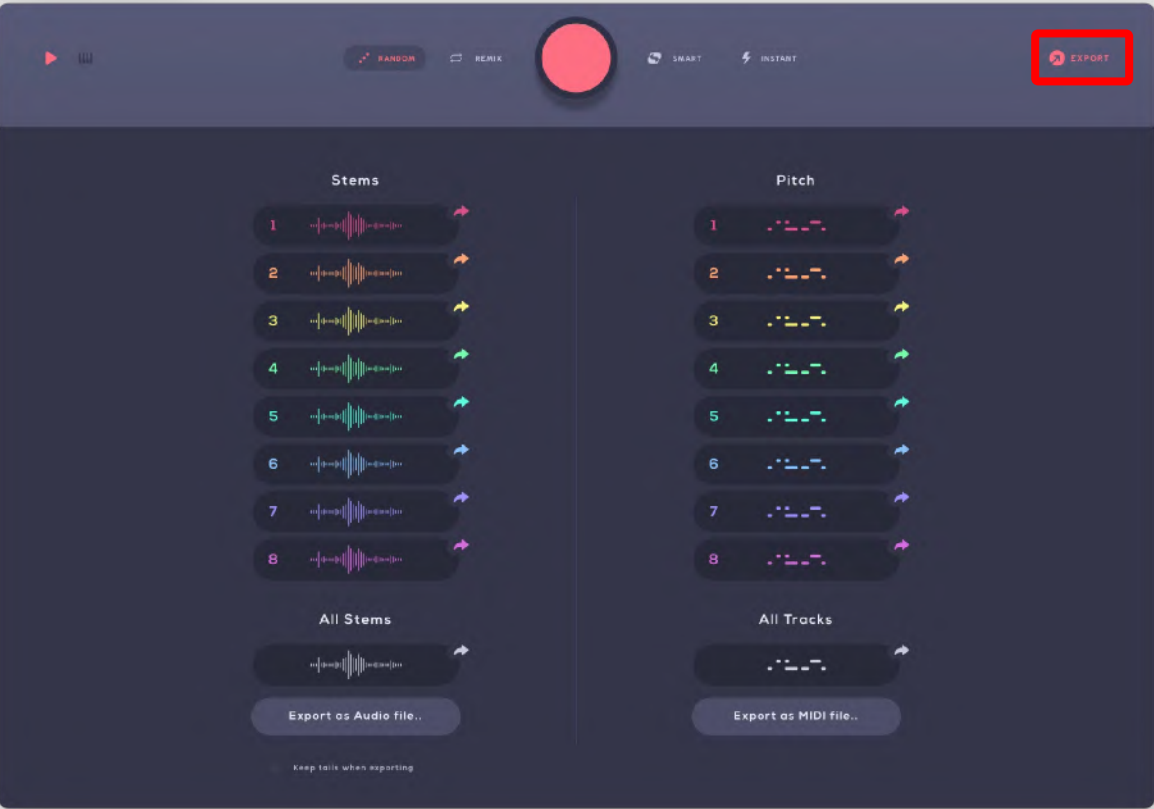 RANDOM REMIX SMART INSTANT EXPORT
Stems
1
2
3
4
5
6
7
8
All Stems
Export as Audio file..
Keep tails when exporting
Pitch
1
2
3
4
5
6
7
8
All Tracks
Export as MIDI file..